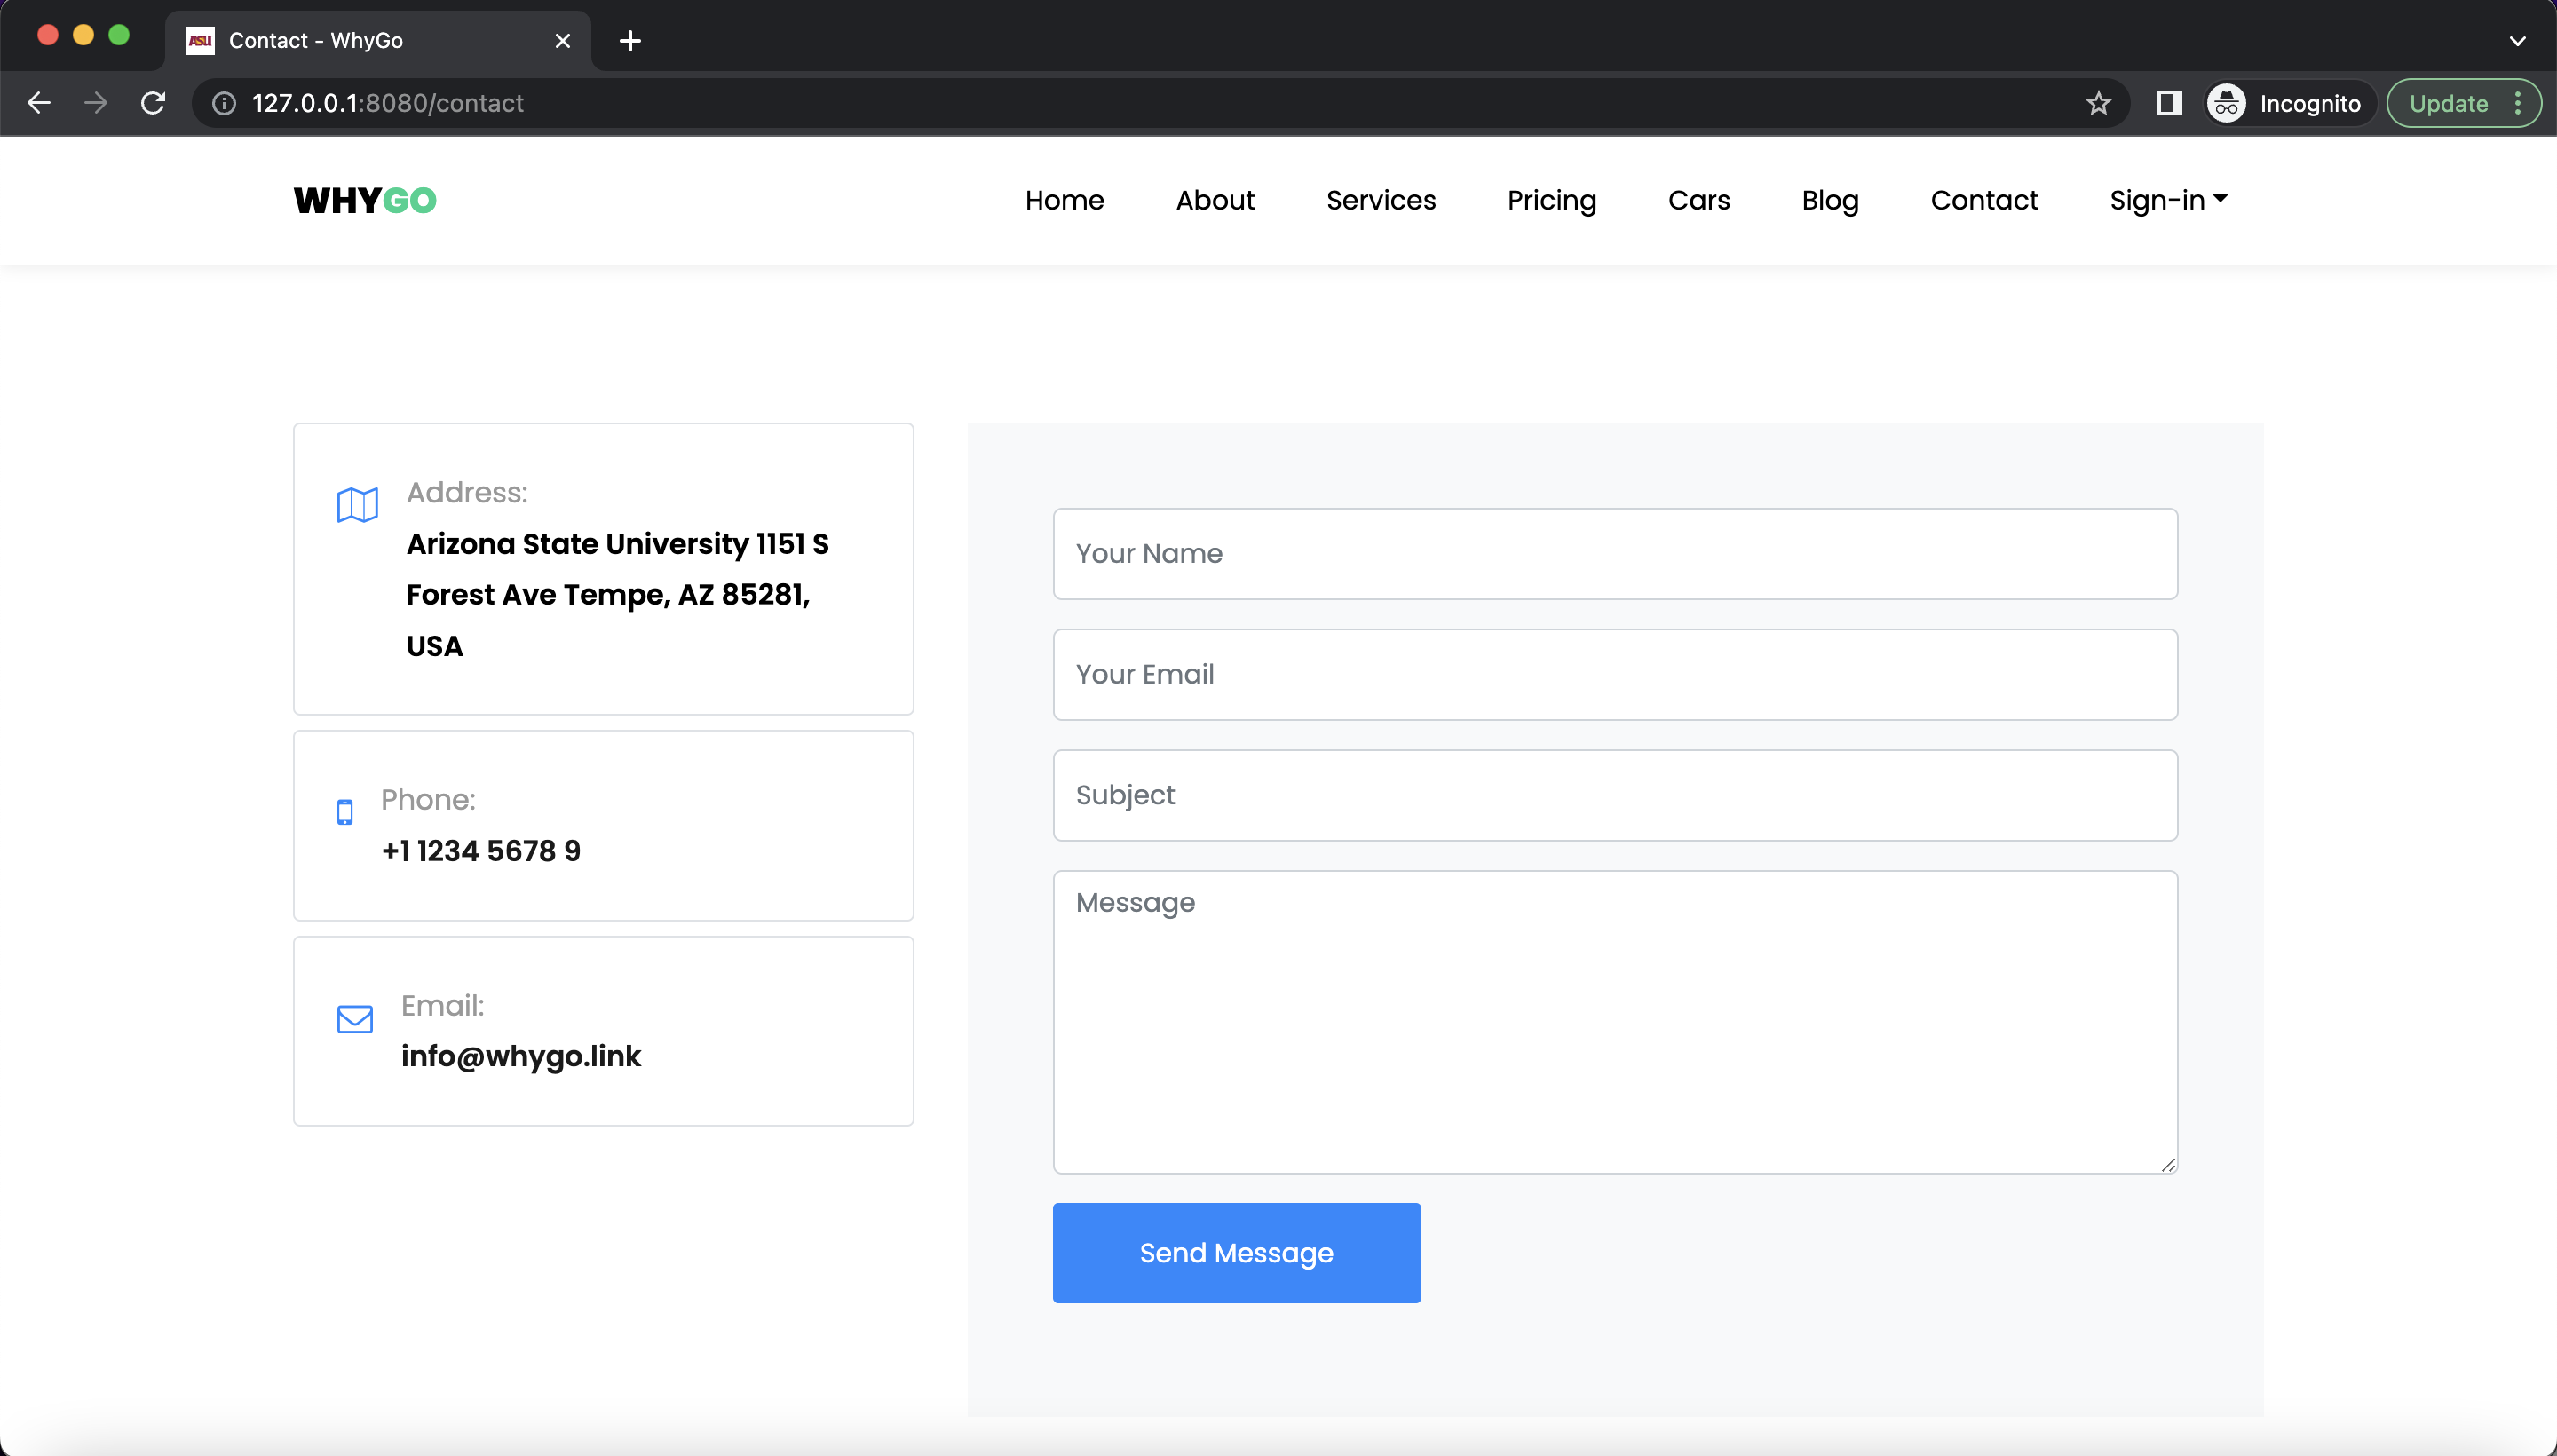 ASU Contact - WhyGo
127.0.0.1:8080/contact
Incognito
Update
WHYGO
Home About Services Pricing Cars Blog Contact Sign-in
Address:
Arizona State University 1151 S
Forest Ave Tempe, AZ 85281,
USA
Phone:
+1 1234 5678 9
Email:
info@whygo.link
Your Name
Your Email
Subject
Message
Send Message